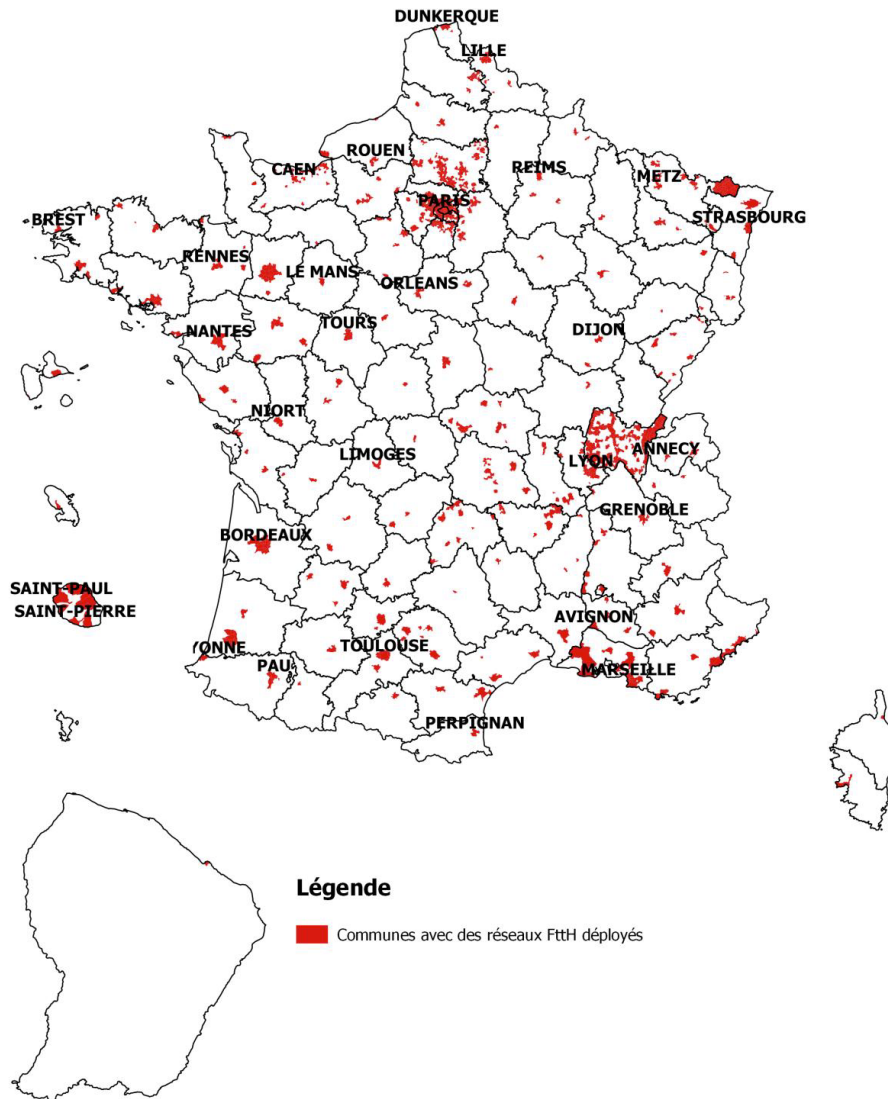 DUNKERQUE
LILLE
ROUEN
CAEN
REIMS
METZ
PARIS
STRASBOURG
BREST
RENNES
LE MANS
ORLEANS
NANTES
TOURS
DIJON
NIORT
LIMOGES
LYON
ANNECY
GRENOBLE
BORDEAUX
SAINT-PAUL
SAINT-PIERRE
AVIGNON
YONNE
TOULOUSE
PAU
MARSEILLE
PERPIGNAN
Légende
Communes avec des réseaux FttH déployés